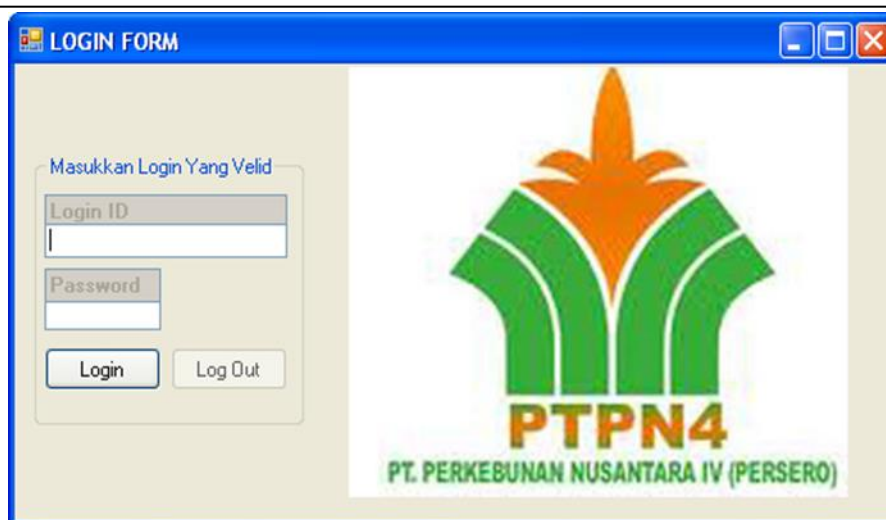 LOGIN FORM
Masukkan Login Yang Velid
Login ID
Password
Login Log Out
PTPN4
PT. PERKEBUNAN NUSANTARA IV (PERSERO)